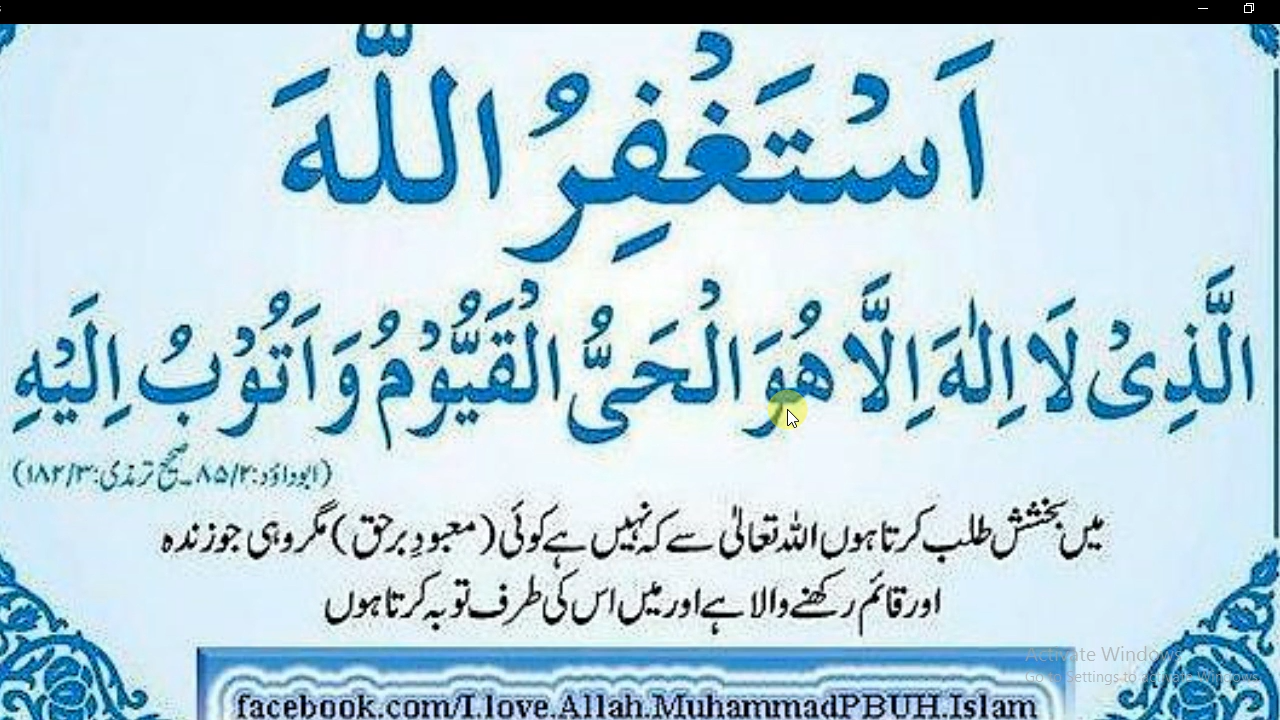 اَسْتَغْفِرُ اللّٰهَ
الَّذِیْ لَا اِلٰهَ اِلَّا هُوَ الْحَیُّ الْقَیُّوْمُ وَ اَتُوْبُ اِلَیْهِ
(ابوداؤد:۸۵/۲۔صحیح ترمذی:۱۸۲/۳)
میں بخشش طلب کرتا ہوں اللہ تعالیٰ سے کہ نہیں ہے کوئی (معبودِ برحق) مگر وہی جو زندہ
اور قائم رکھنے والا ہے اور میں اس کی طرف توبہ کرتا ہوں
Activate Windows
Go to Settings to activate Windows.
facebook.com/I.love.Allah.MuhammadPBUH.Islam